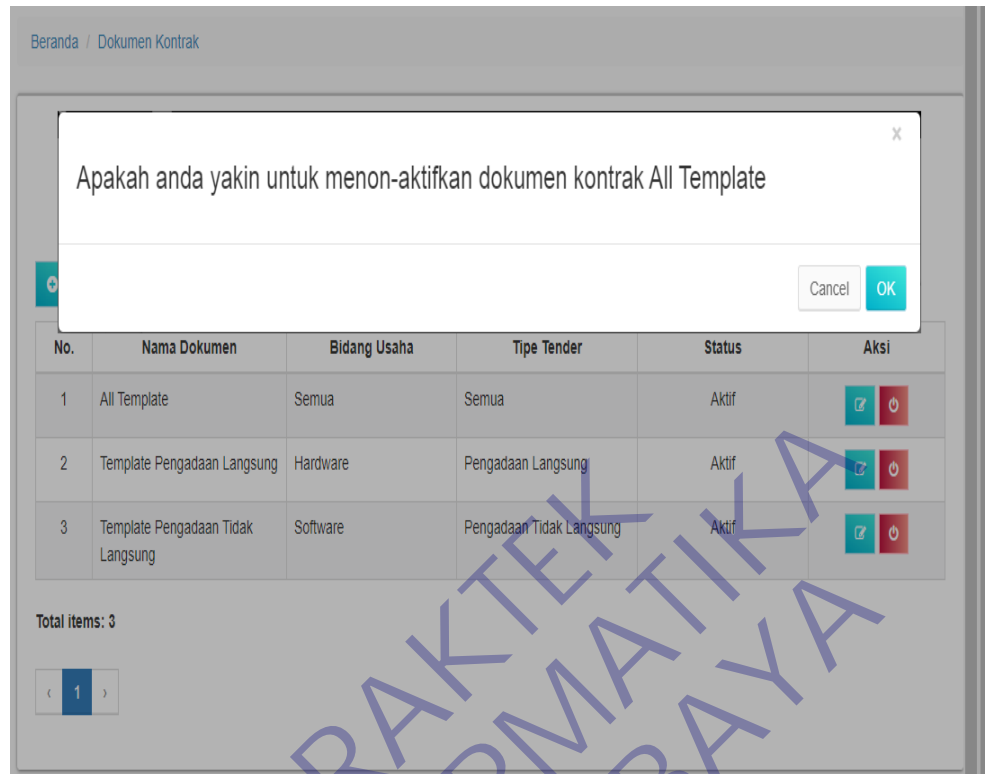 Beranda / Dokumen Kontrak
x
Apakah anda yakin untuk menon-aktifkan dokumen kontrak All Template
Cancel OK
No. Nama Dokumen Bidang Usaha Tipe Tender Status Aksi
1 All Template Semua Semua Aktif
2 Template Pengadaan Langsung Hardware Pengadaan Langsung Aktif
3 Template Pengadaan Tidak Langsung Software Pengadaan Tidak Langsung Aktif
Total items: 3
‹ 1 ›